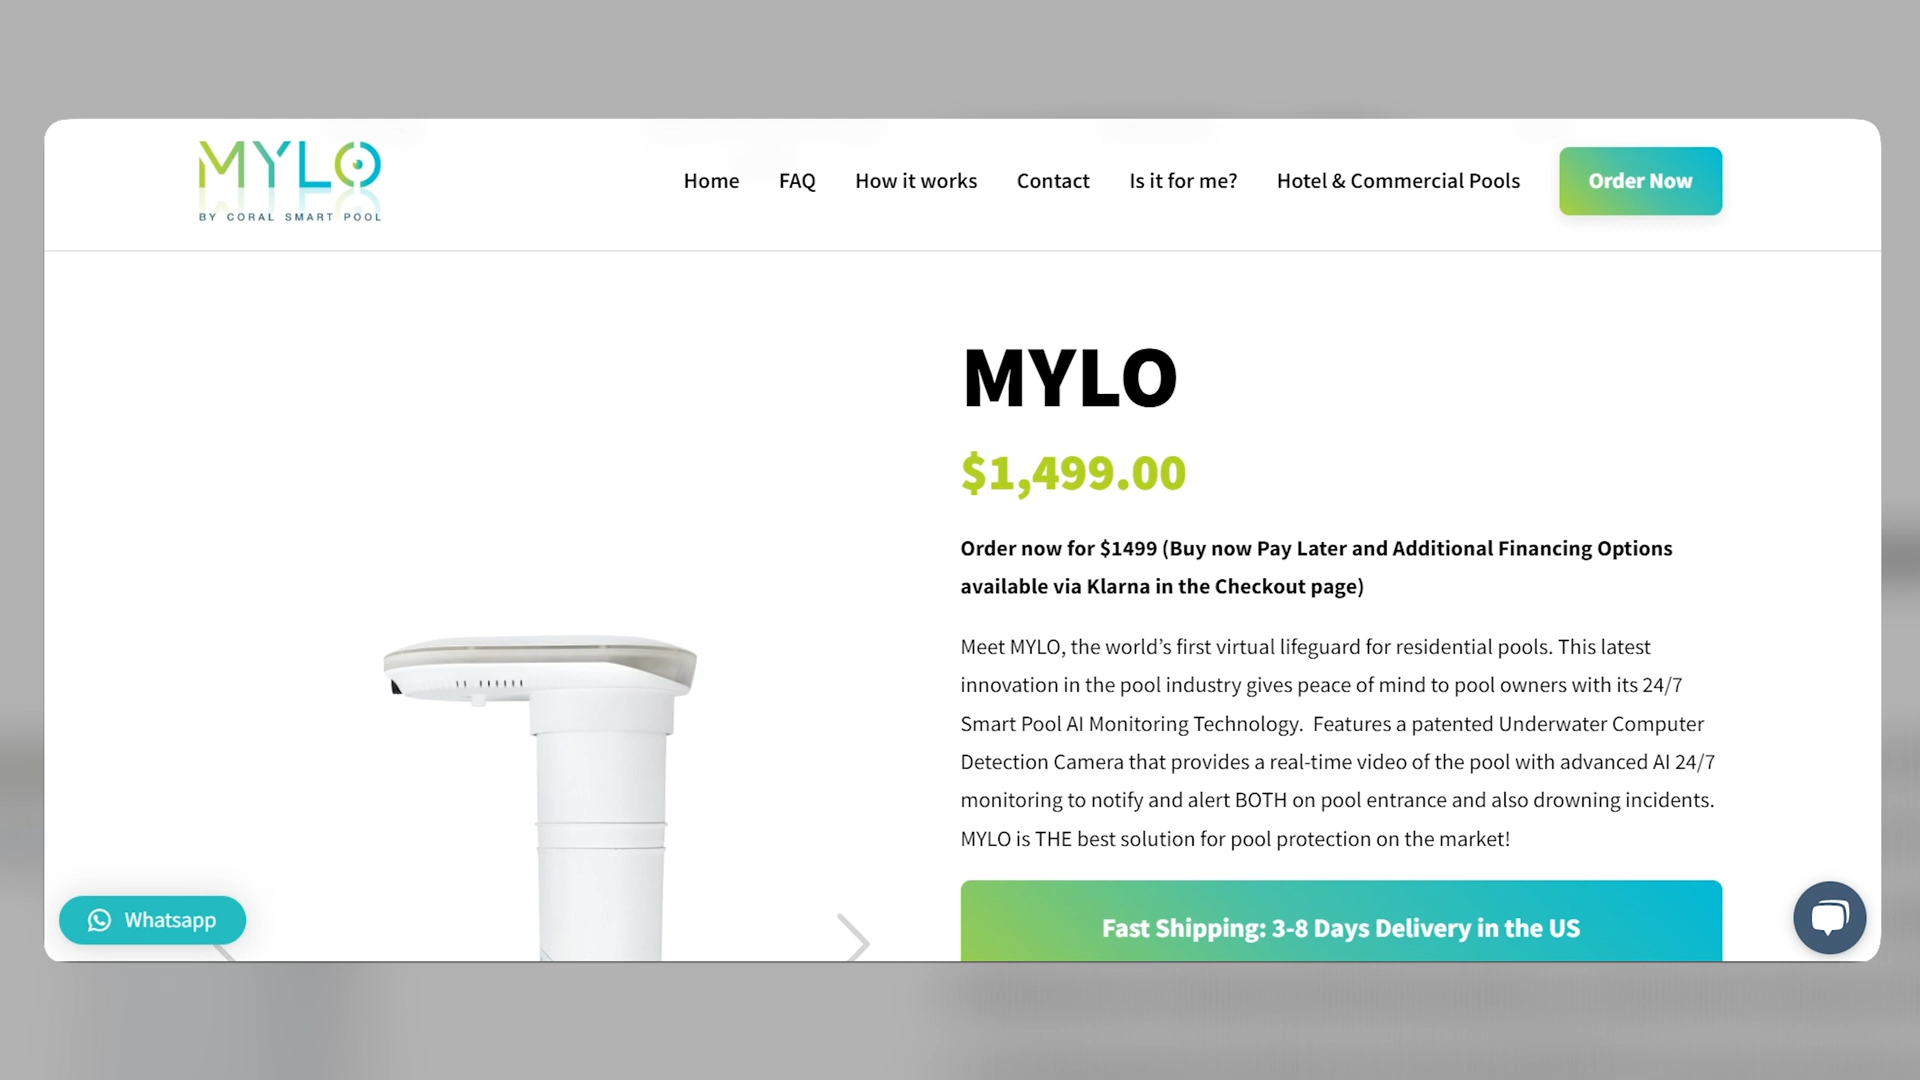 MYLO
BY CORAL SMART POOL
Home FAQ How it works Contact Is it for me? Hotel & Commercial Pools Order Now
MYLO
$1,499.00
Order now for $1499 (Buy now Pay Later and Additional Financing Options
available via Klarna in the Checkout page)
Meet MYLO, the world’s first virtual lifeguard for residential pools. This latest
innovation in the pool industry gives peace of mind to pool owners with its 24/7
Smart Pool AI Monitoring Technology. Features a patented Underwater Computer
Detection Camera that provides a real-time video of the pool with advanced AI 24/7
monitoring to notify and alert BOTH on pool entrance and also drowning incidents.
MYLO is THE best solution for pool protection on the market!
Fast Shipping: 3-8 Days Delivery in the US
Whatsapp